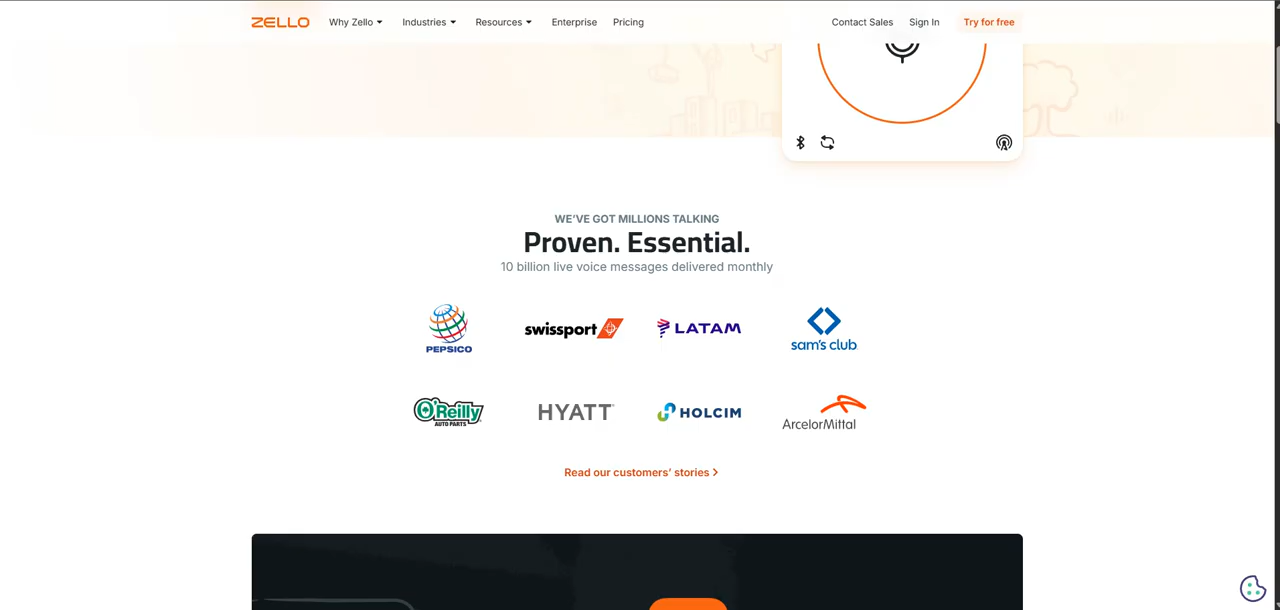 ZELLO Why Zello Industries Resources Enterprise Pricing Contact Sales Sign In Try for free
WE'VE GOT MILLIONS TALKING
Proven. Essential.
10 billion live voice messages delivered monthly
PEPSICO swissport LATAM sam's club
O'Reilly AUTO PARTS HYATT HOLCIM ArcelorMittal
Read our customers' stories